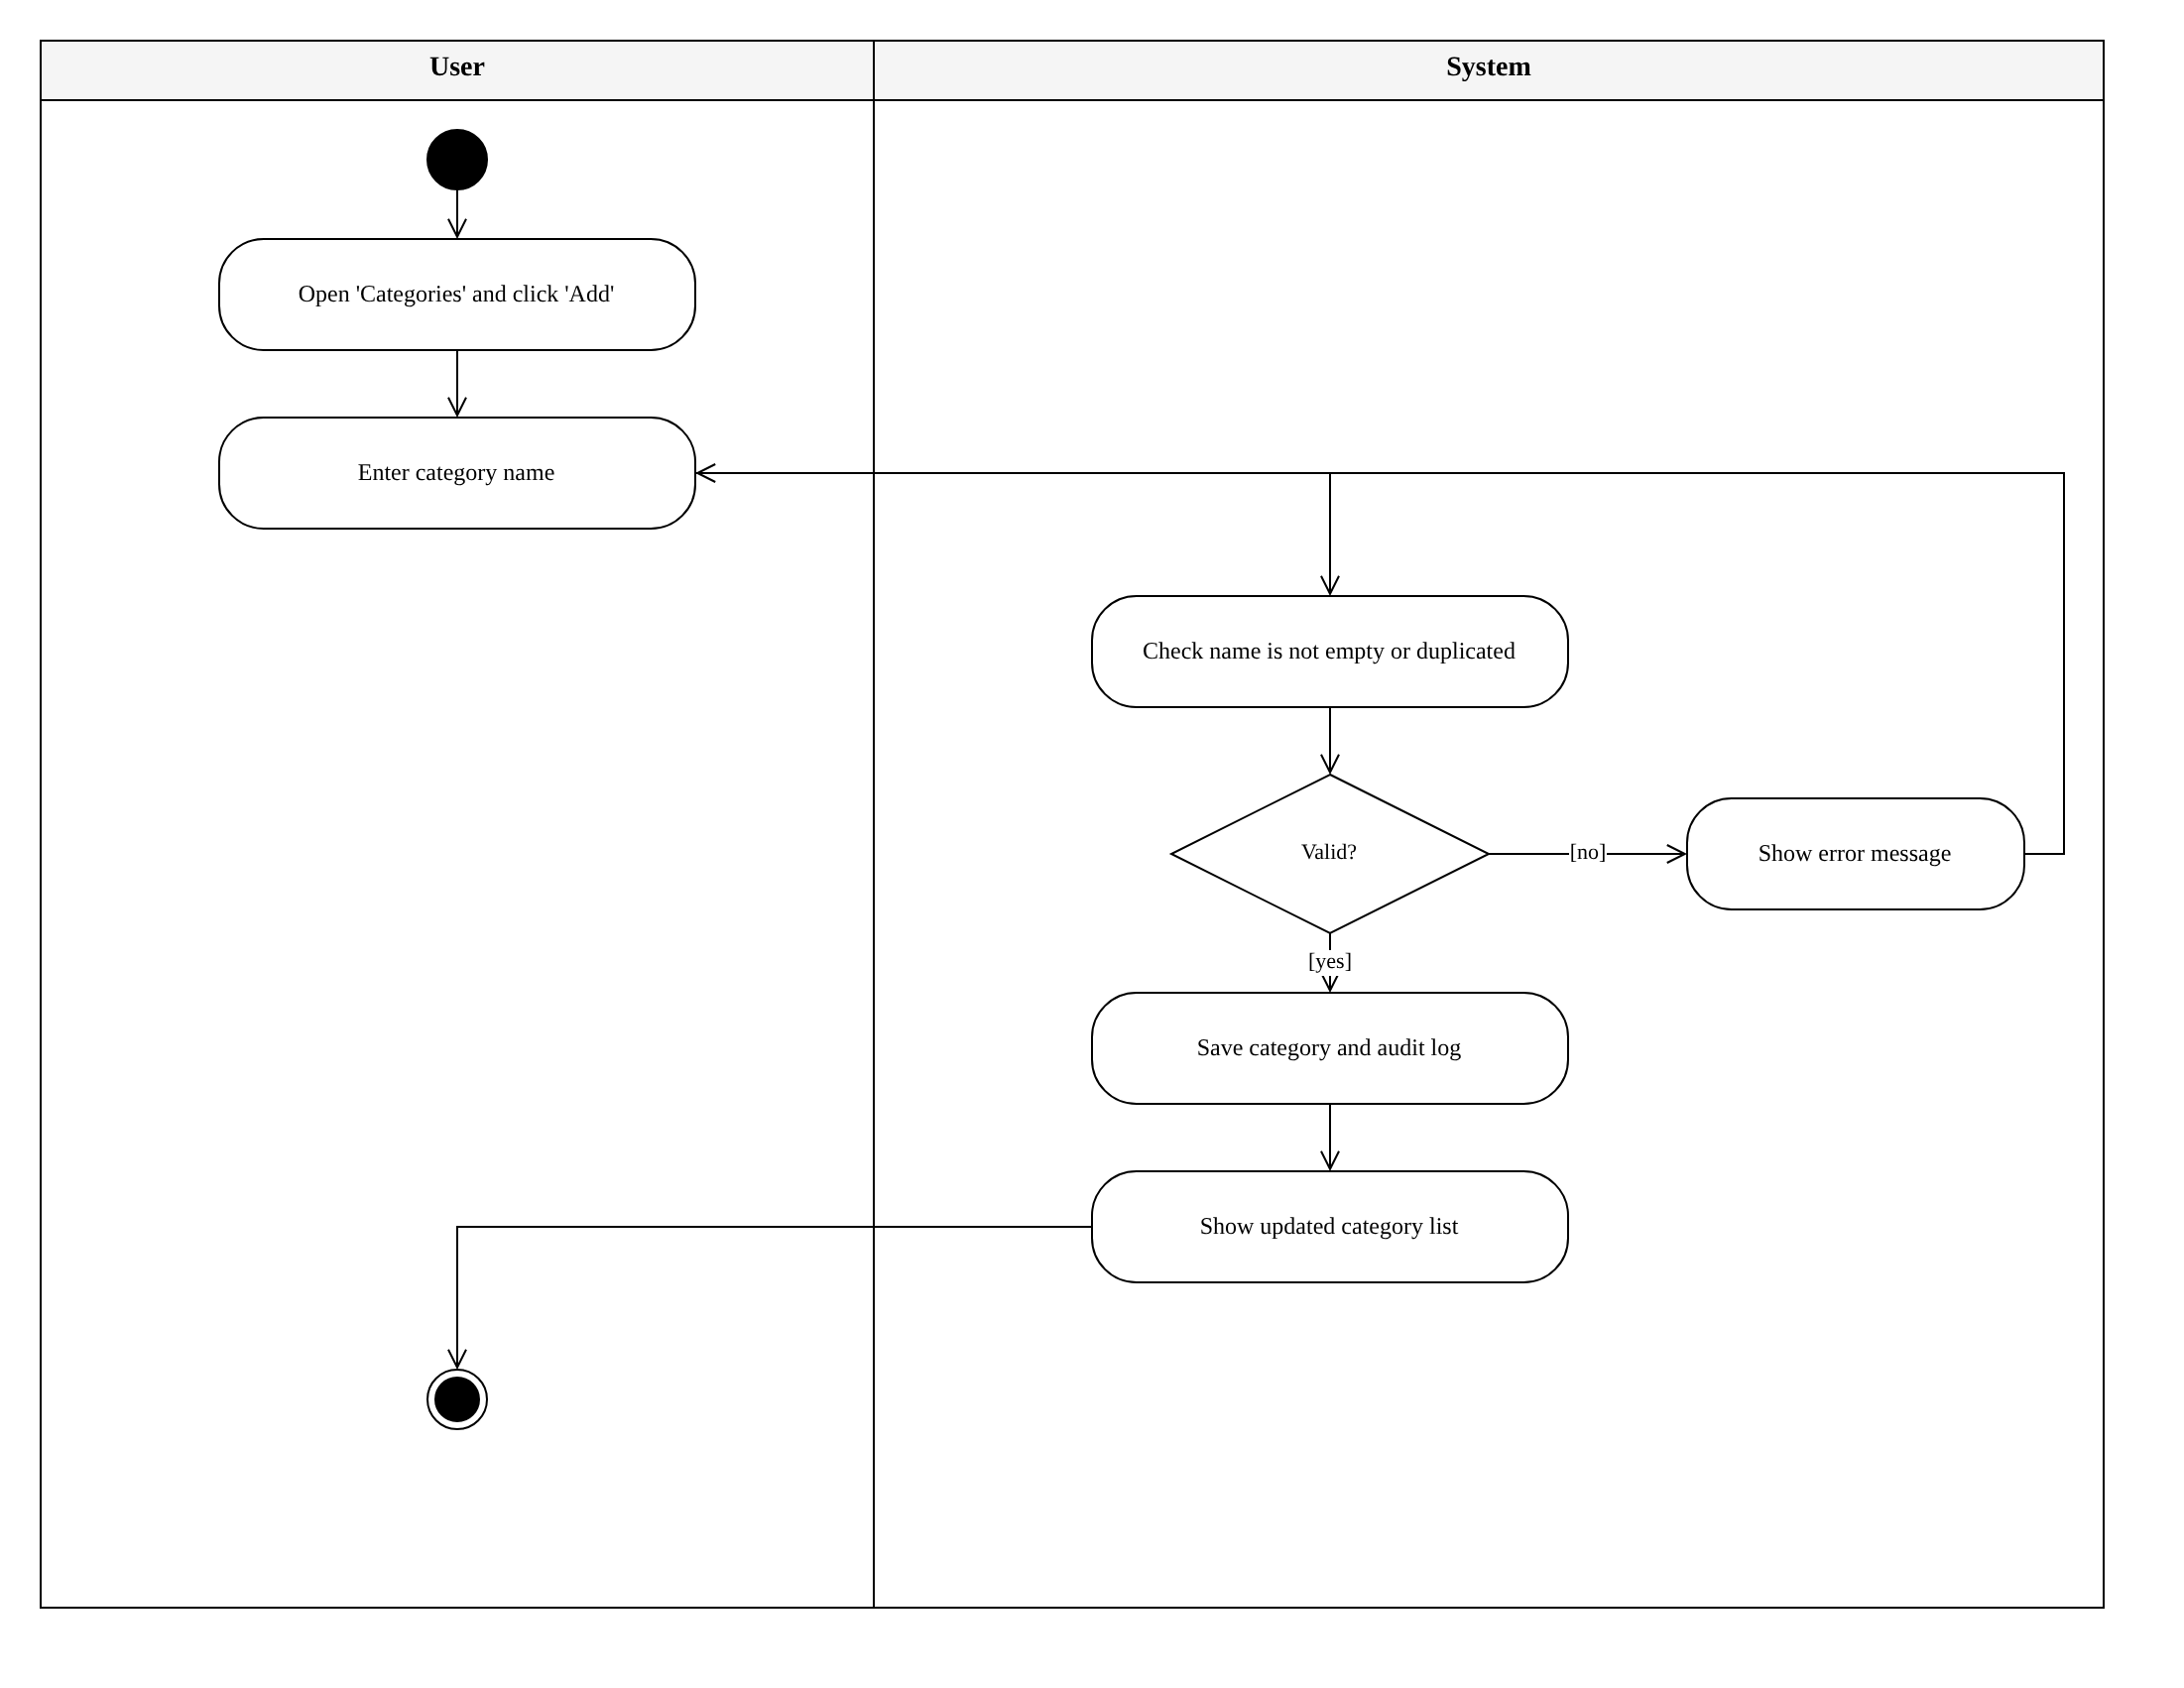 User
System
Open 'Categories' and click 'Add'
Enter category name
Check name is not empty or duplicated
Valid?
[no]
Show error message
[yes]
Save category and audit log
Show updated category list